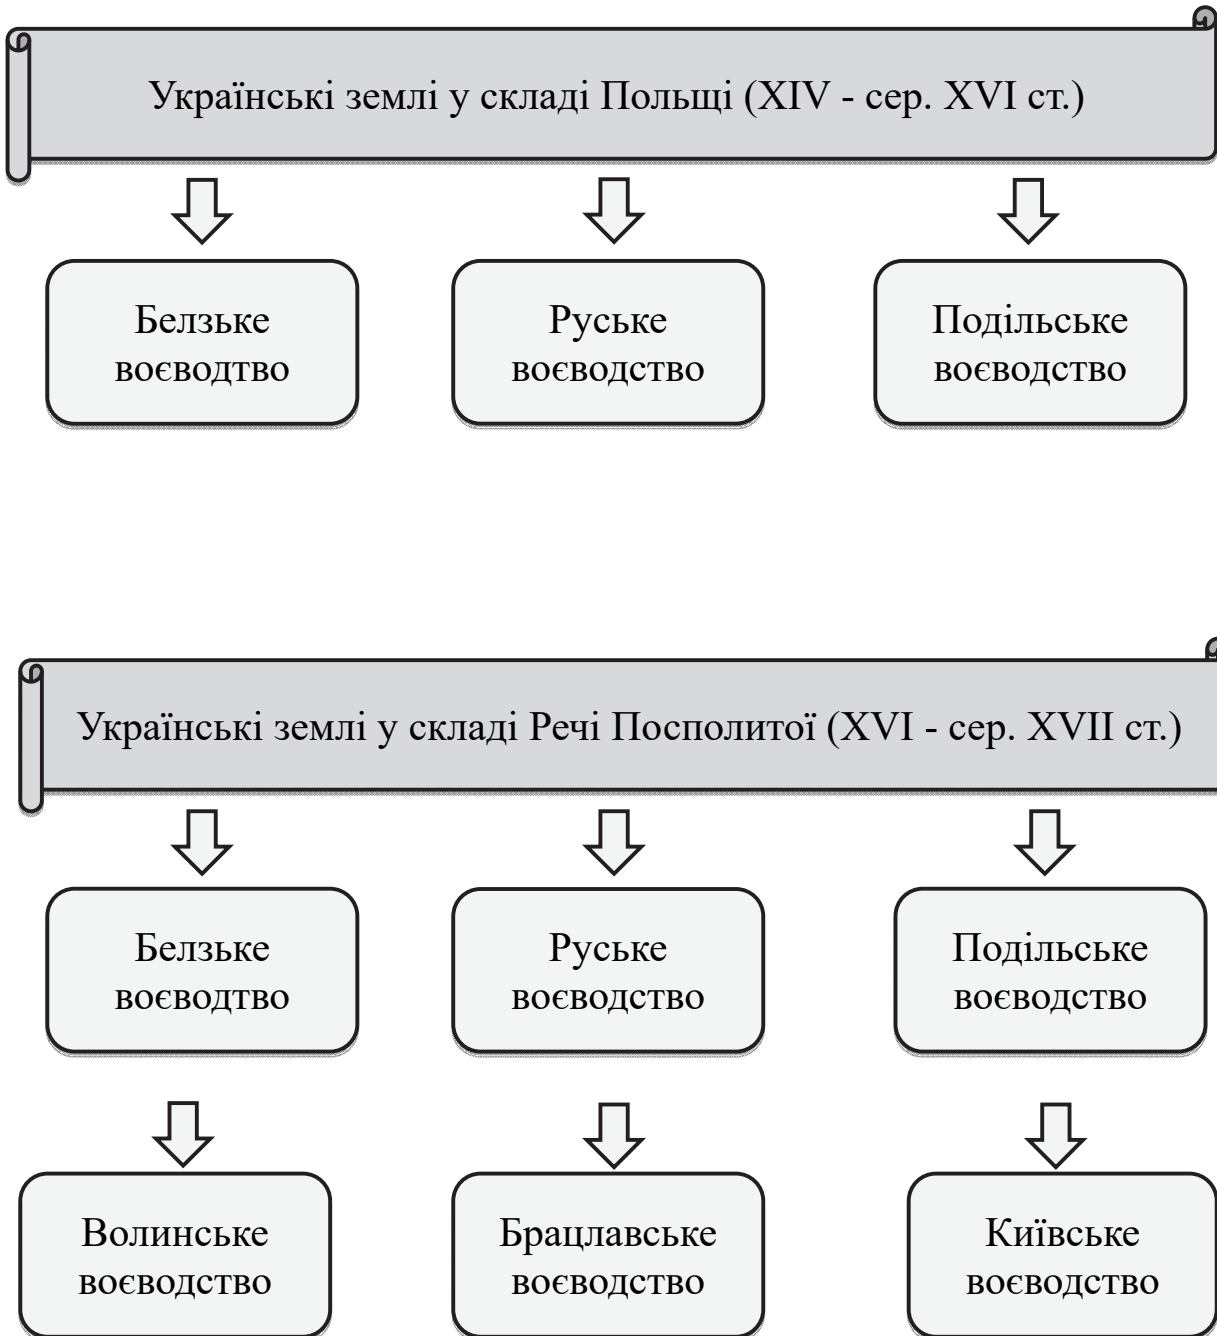 Українські землі у складі Польщі (XIV - сер. XVI ст.)
Белзьке
воєводтво
Руське
воєводство
Подільське
воєводство
Українські землі у складі Речі Посполитої (XVI - сер. XVII ст.)
Белзьке
воєводтво
Руське
воєводство
Подільське
воєводство
Волинське
воєводство
Брацлавське
воєводство
Київське
воєводство